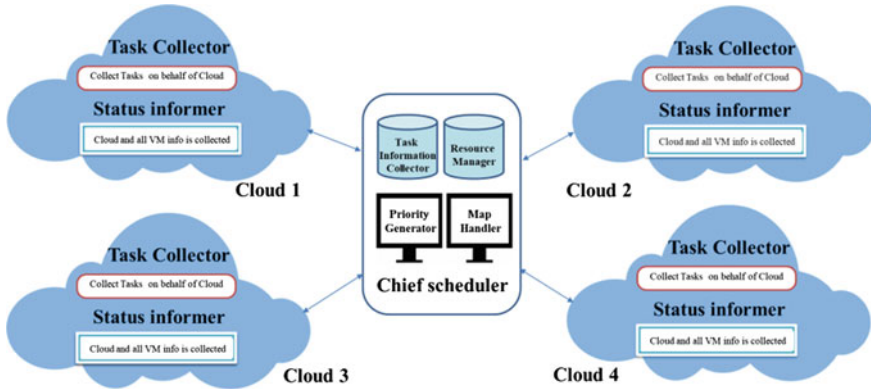 Task Collector
Collect Tasks on behalf of Cloud
Status informer
Cloud and all VM info is collected
Cloud 1
Task Collector
Collect Tasks on behalf of Cloud
Status informer
Cloud and all VM info is collected
Cloud 2
Task
Information
Collector
Resource
Manager
Priority
Generator
Map
Handler
Chief scheduler
Task Collector
Collect Tasks on behalf of Cloud
Status informer
Cloud and all VM info is collected
Cloud 3
Task Collector
Collect Tasks on behalf of Cloud
Status informer
Cloud and all VM info is collected
Cloud 4